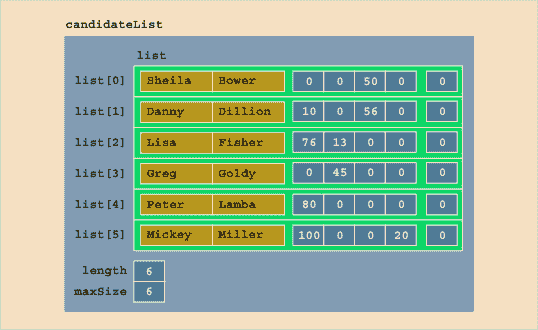 candidateList
list
list[0] Sheila Bower 0 0 50 0 0
list[1] Danny Dillion 10 0 56 0 0
list[2] Lisa Fisher 76 13 0 0 0
list[3] Greg Goldy 0 45 0 0 0
list[4] Peter Lamba 80 0 0 0 0
list[5] Mickey Miller 100 0 0 20 0
length 6
maxSize 6